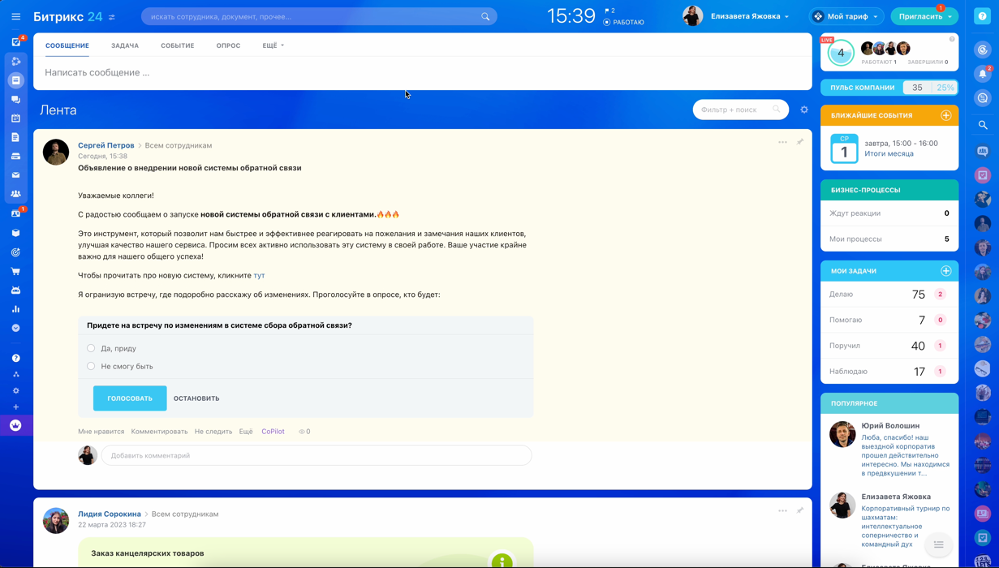 Битрикс 24
искать сотрудника, документ, прочее...
15:39
2
РАБОТАЮ
Елизавета Яжовка
Мой тариф
Пригласить
1
4
1
2
СООБЩЕНИЕ
ЗАДАЧА
СОБЫТИЕ
ОПРОС
ЕЩЁ
Написать сообщение ...
Лента
Фильтр + поиск
Сергей Петров
Всем сотрудникам
Сегодня, 15:38
Объявление о внедрении новой системы обратной связи
Уважаемые коллеги!
С радостью сообщаем о запуске новой системы обратной связи с клиентами.🔥🔥🔥
Это инструмент, который позволит нам быстрее и эффективнее реагировать на пожелания и замечания наших клиентов,
улучшая качество нашего сервиса. Просим всех активно использовать эту систему в своей работе. Ваше участие крайне
важно для нашего общего успеха!
Чтобы прочитать про новую систему, кликните тут
Я огранизую встречу, где подоробно расскажу об изменениях. Проголосуйте в опросе, кто будет:
Придете на встречу по изменениям в системе сбора обратной связи?
Да, приду
Не смогу быть
ГОЛОСОВАТЬ
ОСТАНОВИТЬ
Мне нравится Комментировать Не следить Ещё CoPilot 0
Добавить комментарий
Лидия Сорокина
Всем сотрудникам
22 марта 2023 18:27
Заказ канцелярских товаров
LIVE
4
РАБОТАЮТ 1
ЗАВЕРШИЛИ 0
ПУЛЬС КОМПАНИИ
35
25%
БЛИЖАЙШИЕ СОБЫТИЯ
СР
1
завтра, 15:00 - 16:00
Итоги месяца
БИЗНЕС-ПРОЦЕССЫ
Ждут реакции 0
Мои процессы 5
МОИ ЗАДАЧИ
Делаю 75 2
Помогаю 7 0
Поручил 40 1
Наблюдаю 17 1
ПОПУЛЯРНОЕ
Юрий Волошин
Люба, спасибо! наш
выездной корпоратив
прошел действительно
интересно. Мы находимся
в предвкушении т...
Елизавета Яжовка
Корпоративный турнир по
шахматам:
интеллектуальное
соперничество и
командный дух